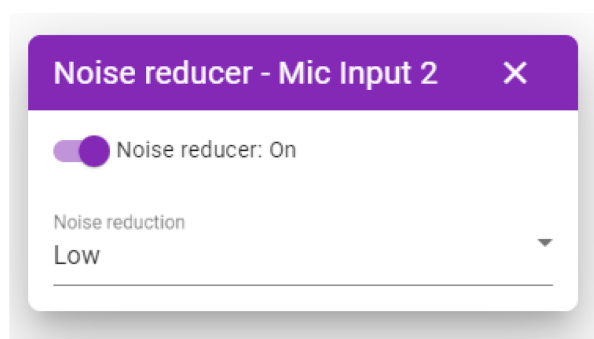 Noise reducer - Mic Input 2
Noise reducer: On
Noise reduction
Low